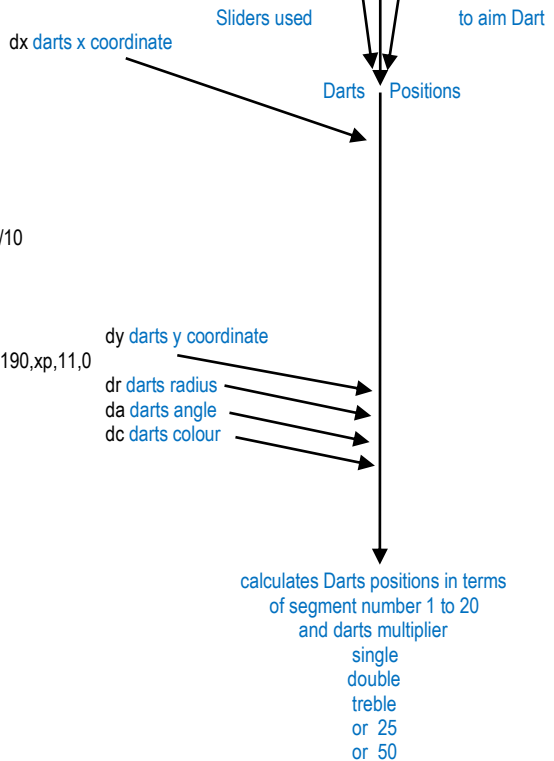 Sliders used to aim Dart
dx darts x coordinate
Darts Positions
/10
dy darts y coordinate
190,xp,11,0
dr darts radius
da darts angle
dc darts colour
calculates Darts positions in terms
of segment number 1 to 20
and darts multiplier
single
double
treble
or 25
or 50